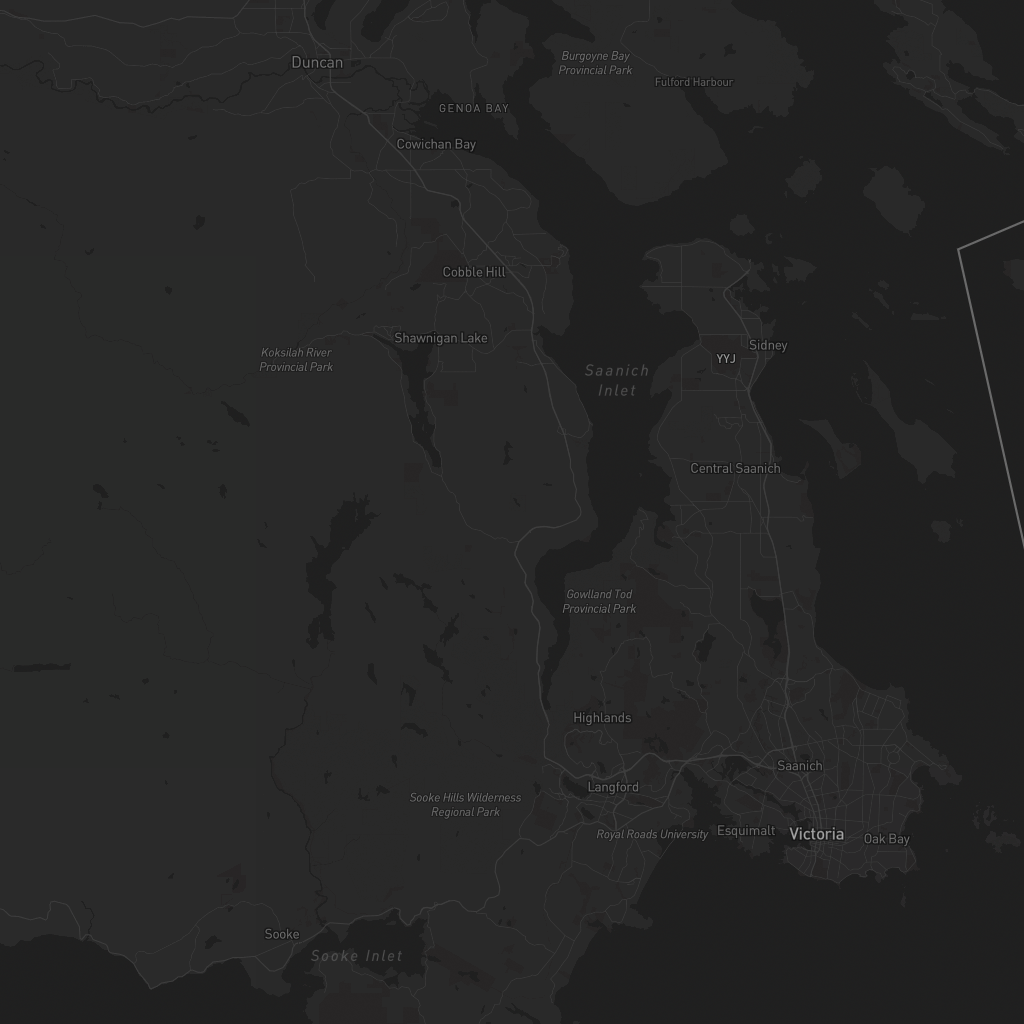 Burgoyne Bay
Provincial Park
Duncan
Fulford Harbour
GENOA BAY
Cowichan Bay
Cobble Hill
Shawnigan Lake
Sidney
Koksilah River
Provincial Park
YYJ
Saanich
Inlet
Central Saanich
Gowlland Tod
Provincial Park
Highlands
Saanich
Langford
Sooke Hills Wilderness
Regional Park
Royal Roads University
Esquimalt
Victoria
Oak Bay
Sooke
Sooke Inlet